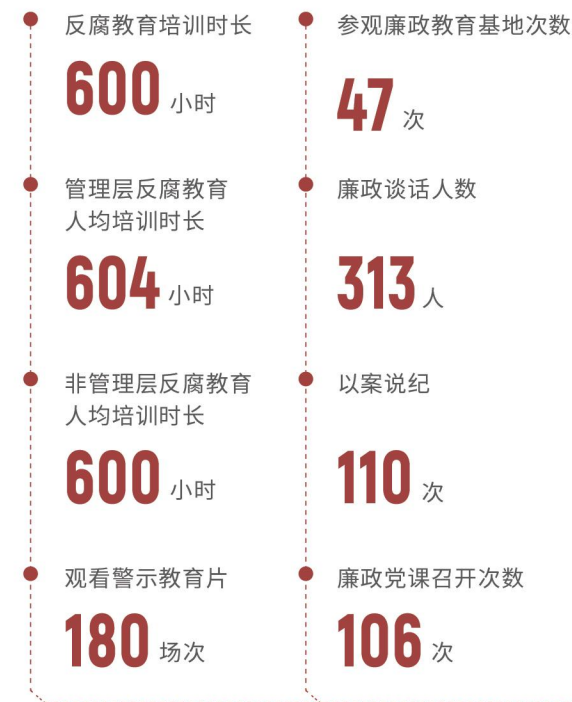 反腐教育培训时长
600 小时
管理层反腐教育
人均培训时长
604 小时
非管理层反腐教育
人均培训时长
600 小时
观看警示教育片
180 场次
参观廉政教育基地次数
47 次
廉政谈话人数
313 人
以案说纪
110 次
廉政党课召开次数
106 次